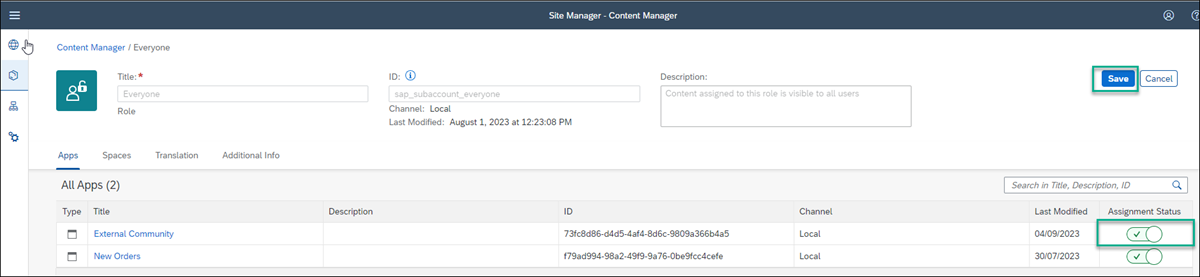 Site Manager - Content Manager
Content Manager / Everyone
Title: *
Everyone
Role
ID:
sap_subaccount_everyone
Channel: Local
Last Modified: August 1, 2023 at 12:23:08 PM
Description:
Content assigned to this role is visible to all users
Save Cancel
Apps Spaces Translation Additional Info
All Apps (2) Search in Title, Description, ID
Type Title Description ID Channel Last Modified Assignment Status
External Community 73fc8d86-d4d5-4af4-8d6c-9809a366b4a5 Local 04/09/2023
New Orders f79ad994-98a2-49f9-9a76-0be9fcc4cefe Local 30/07/2023